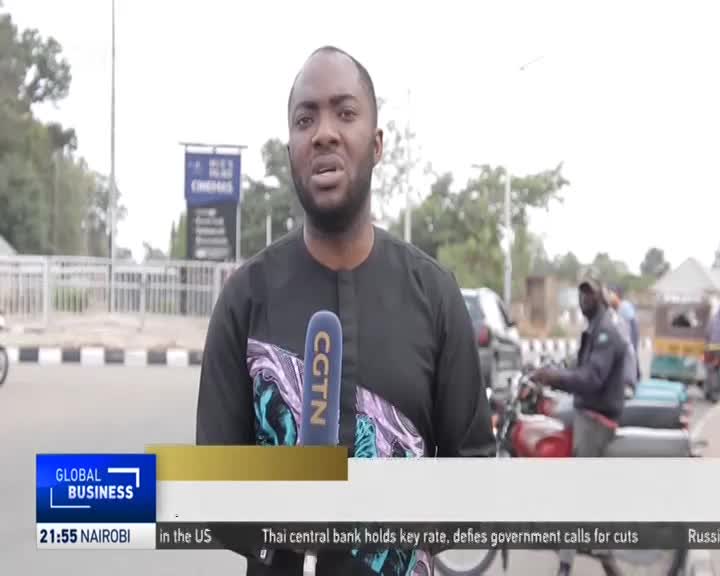 CINEMAS
CGTN
GLOBAL
BUSINESS
21:55 NAIROBI
in the US
Thai central bank holds key rate, defies government calls for cuts
Russi